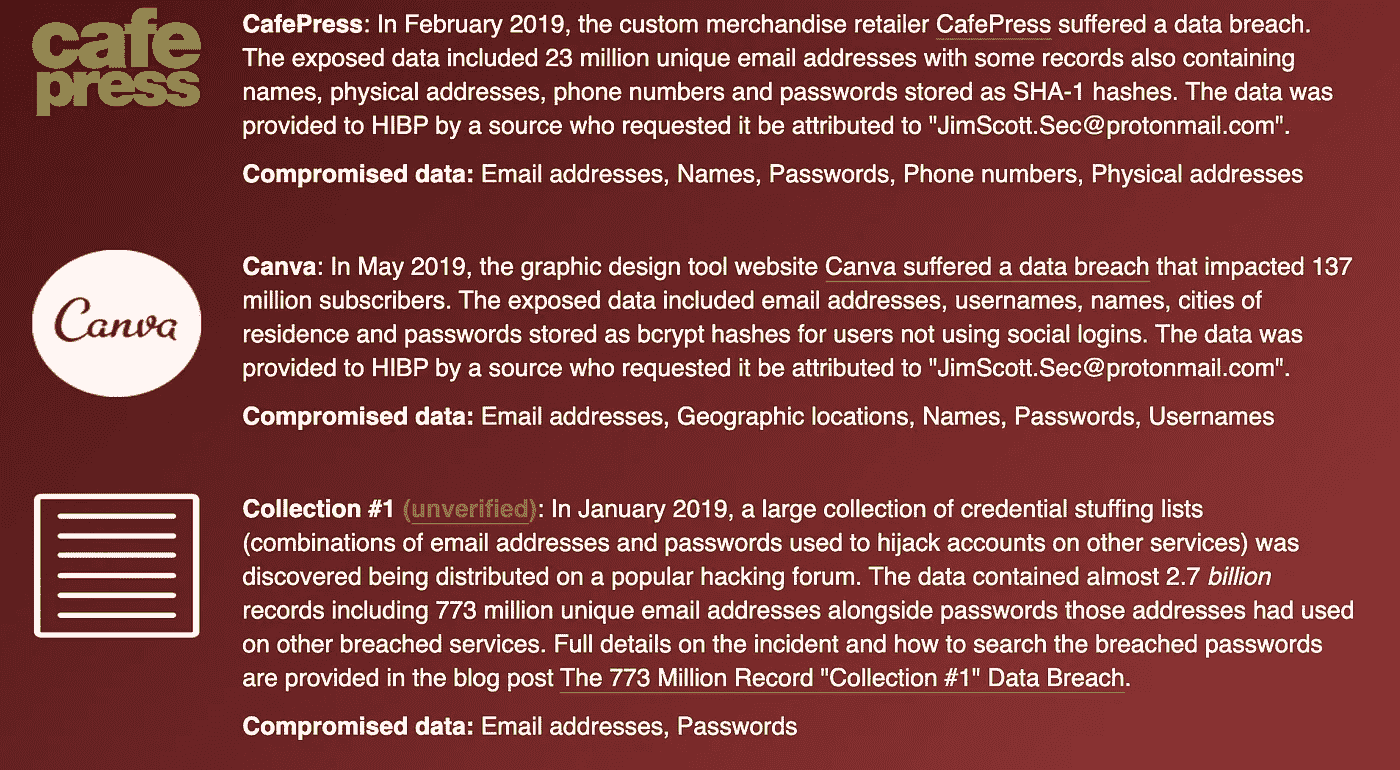 cafe
press
CafePress: In February 2019, the custom merchandise retailer CafePress suffered a data breach.
The exposed data included 23 million unique email addresses with some records also containing
names, physical addresses, phone numbers and passwords stored as SHA-1 hashes. The data was
provided to HIBP by a source who requested it be attributed to "JimScott.Sec@protonmail.com".
Compromised data: Email addresses, Names, Passwords, Phone numbers, Physical addresses
Canva
Canva: In May 2019, the graphic design tool website Canva suffered a data breach that impacted 137
million subscribers. The exposed data included email addresses, usernames, names, cities of
residence and passwords stored as bcrypt hashes for users not using social logins. The data was
provided to HIBP by a source who requested it be attributed to "JimScott.Sec@protonmail.com".
Compromised data: Email addresses, Geographic locations, Names, Passwords, Usernames
Collection #1 (unverified): In January 2019, a large collection of credential stuffing lists
(combinations of email addresses and passwords used to hijack accounts on other services) was
discovered being distributed on a popular hacking forum. The data contained almost 2.7 billion
records including 773 million unique email addresses alongside passwords those addresses had used
on other breached services. Full details on the incident and how to search the breached passwords
are provided in the blog post The 773 Million Record "Collection #1" Data Breach.
Compromised data: Email addresses, Passwords